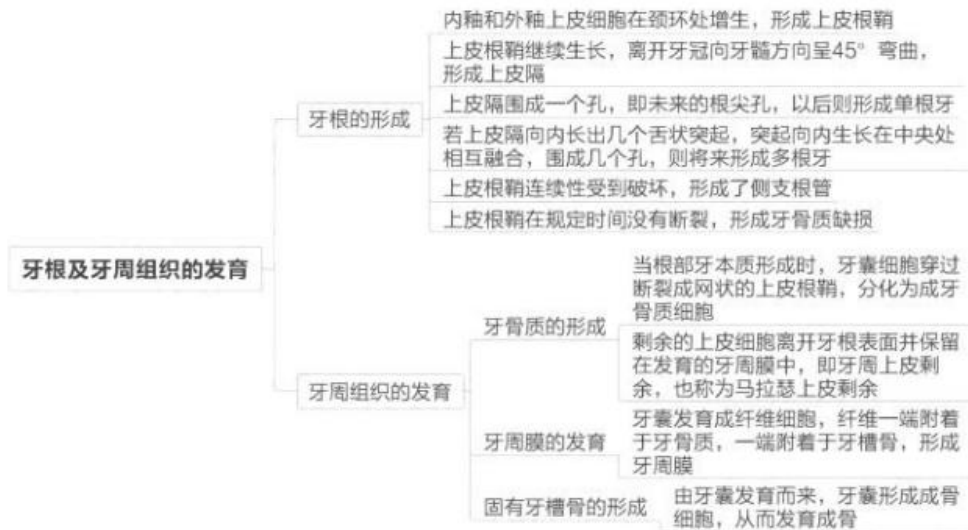 内釉和外釉上皮细胞在颈环处增生，形成上皮根鞘
上皮根鞘继续生长，离开牙冠向牙髓方向呈45°弯曲，
形成上皮隔
牙根的形成
上皮隔围成一个孔，即未来的根尖孔，以后则形成单根牙
若上皮隔向内长出几个舌状突起，突起向内生长在中央处
相互融合，围成几个孔，则将来形成多根牙
上皮根鞘连续性受到破坏，形成了侧支根管
上皮根鞘在规定时间没有断裂，形成牙骨质缺损
牙根及牙周组织的发育
当根部牙本质形成时，牙囊细胞穿过
断裂成网状的上皮根鞘，分化为成牙
骨质细胞
牙骨质的形成
剩余的上皮细胞离开牙根表面并保留
在发育的牙周膜中，即牙周上皮剩
余，也称为马拉瑟上皮剩余
牙周组织的发育
牙囊发育成纤维细胞，纤维一端附着
于牙骨质，一端附着于牙槽骨，形成
牙周膜
牙周膜的发育
固有牙槽骨的形成
由牙囊发育而来，牙囊形成成骨
细胞，从而发育成骨